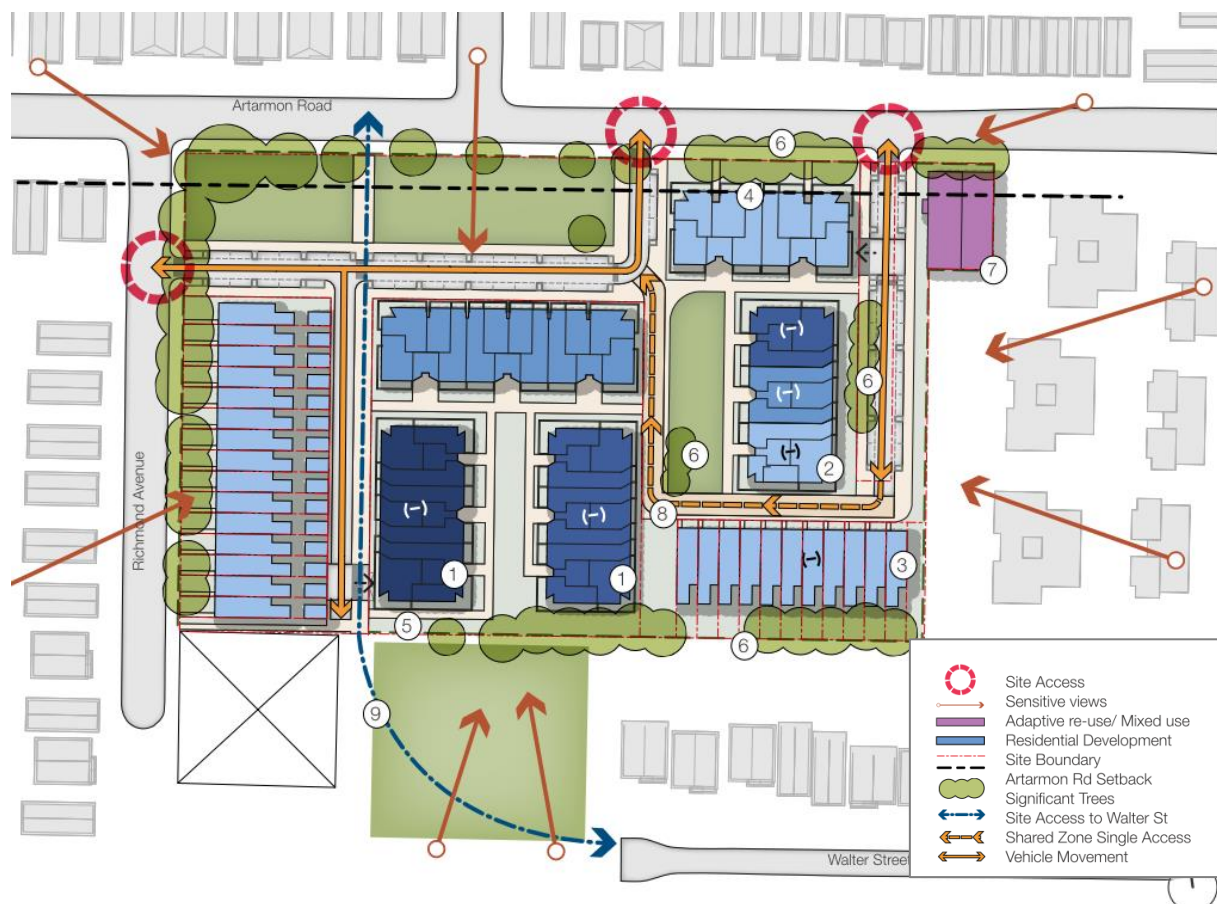 Artarmon Road
6
4
7
6
6
2
Richmond Avenue
8
3
1
1
5
6
9
Site Access
Sensitive views
Adaptive re-use/ Mixed use
Residential Development
Site Boundary
Artarmon Rd Setback
Significant Trees
Site Access to Walter St
Shared Zone Single Access
Vehicle Movement
Walter Street